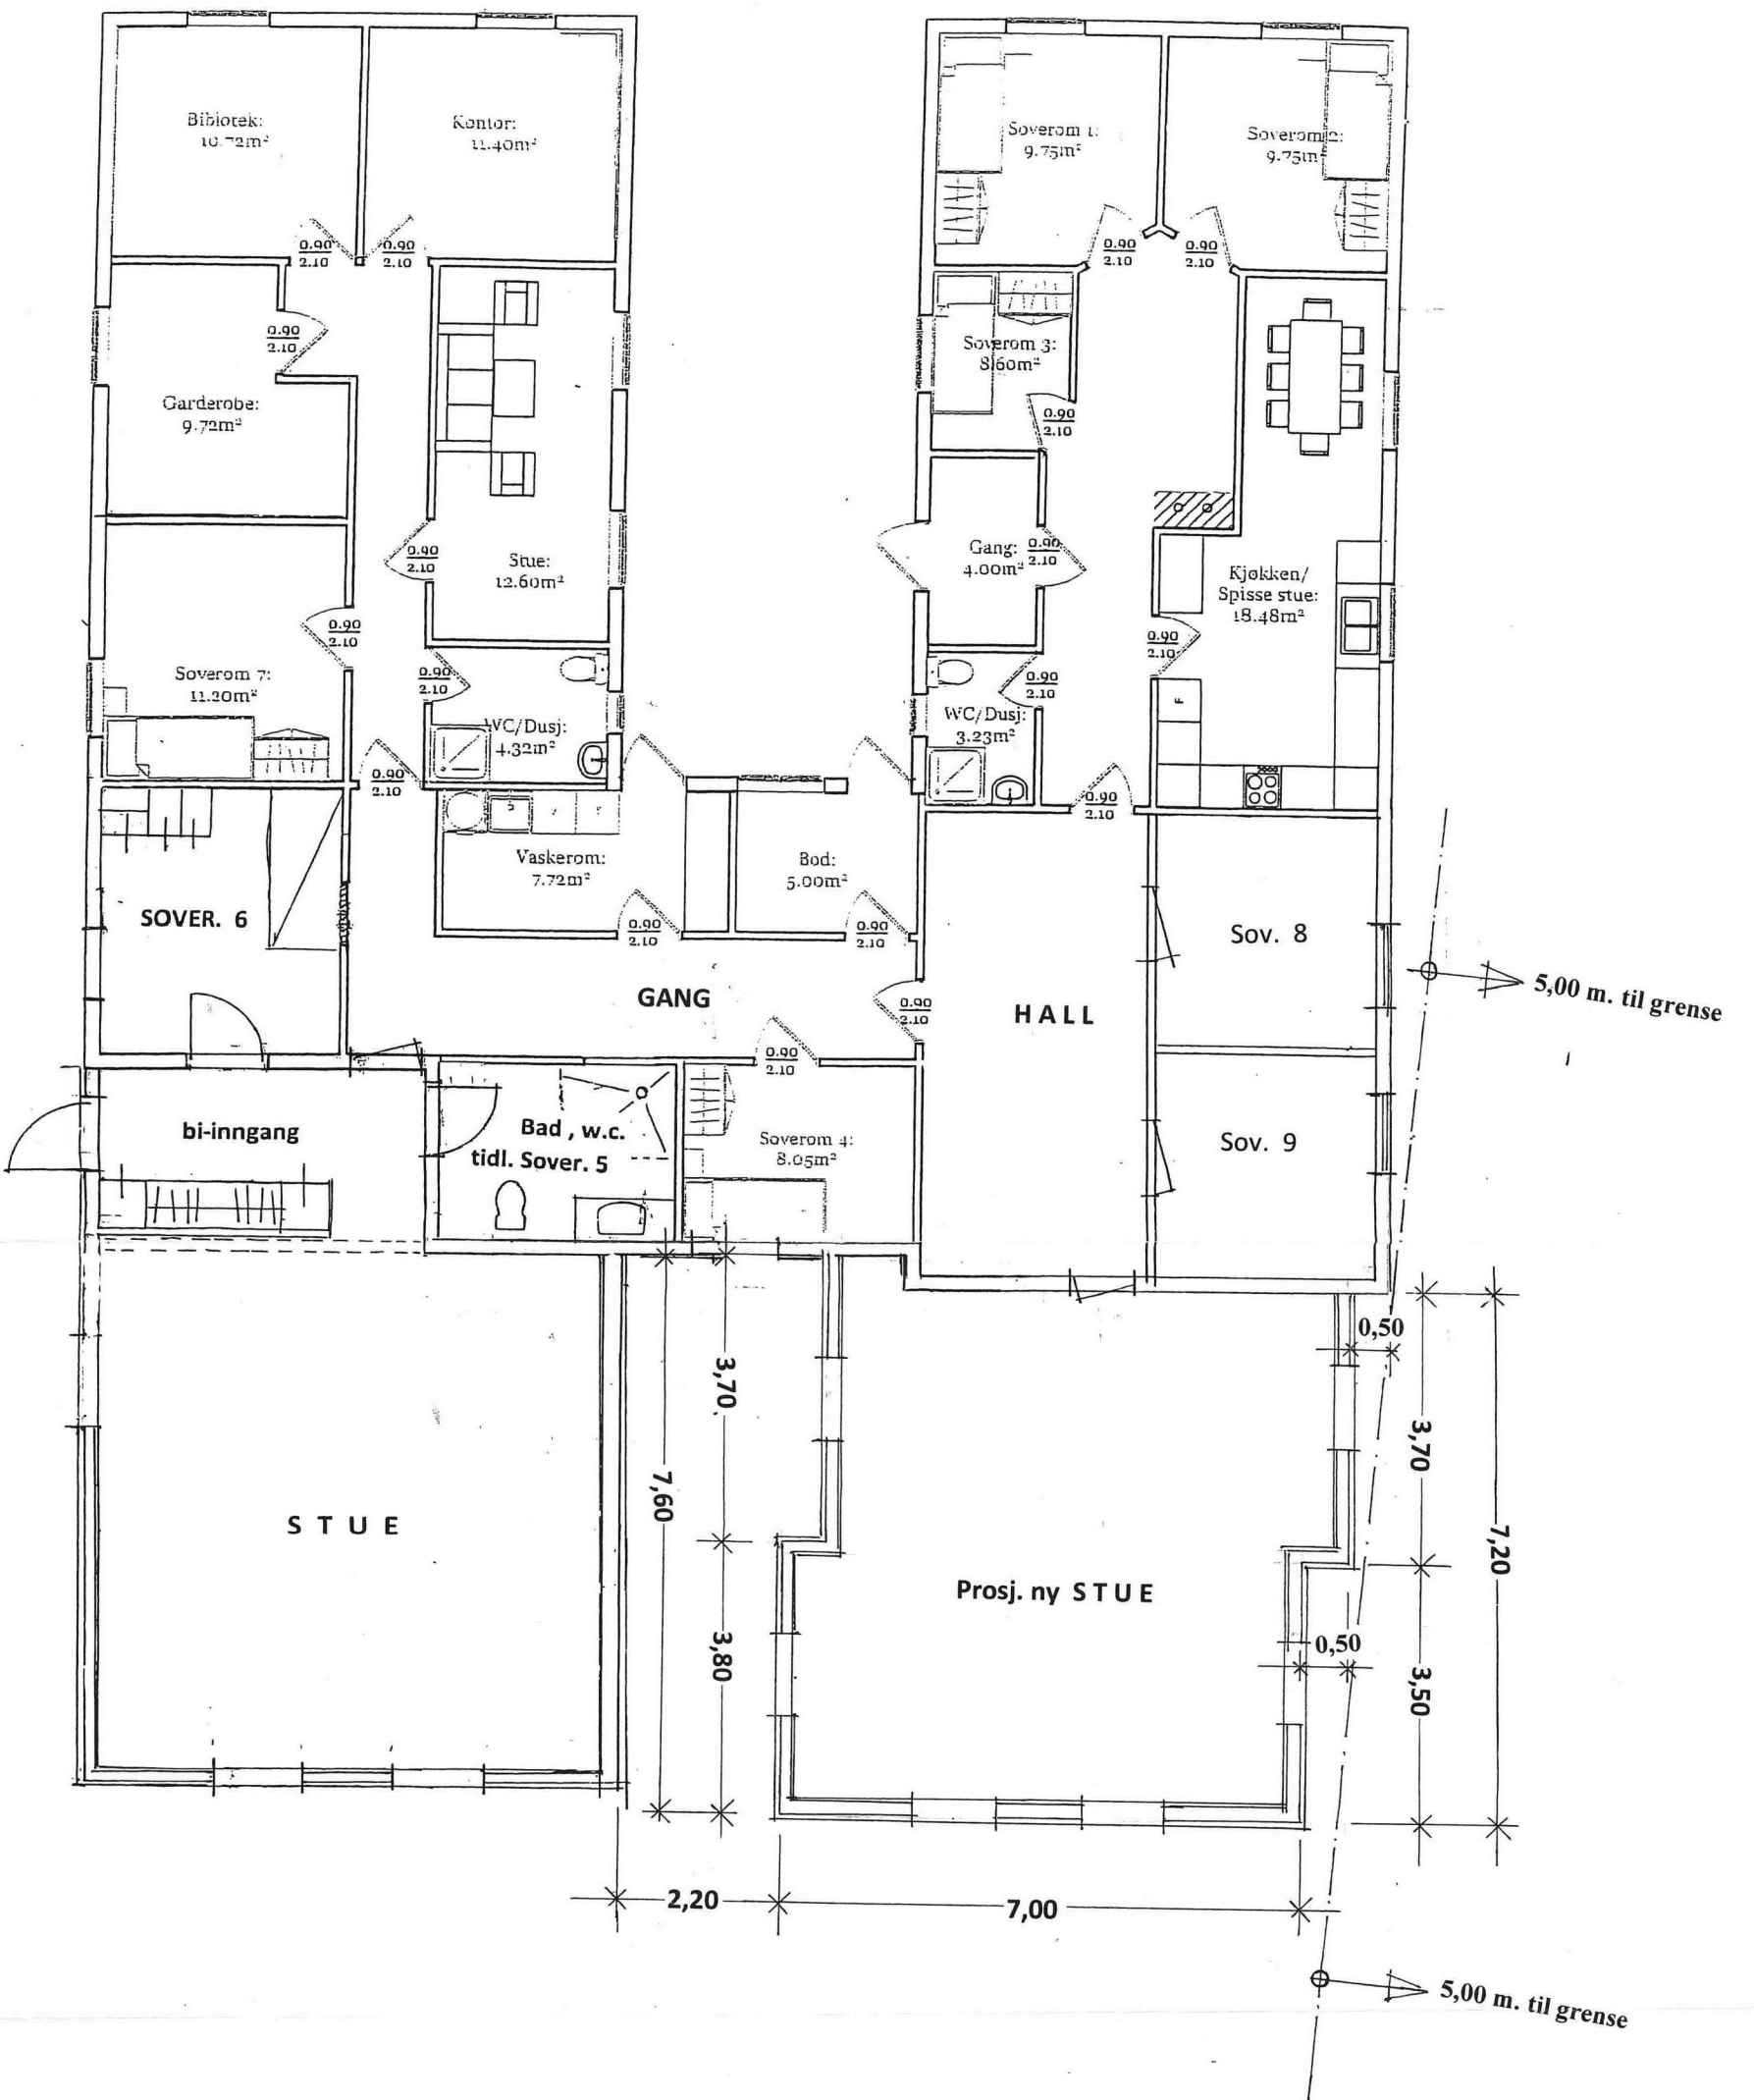 Bibiotek:
10.72m²
Kontor:
11.40m²
Soverom 1:
9.75m²
Soverom 2:
9.75m²
0.90
2.10
0.90
2.10
0.90
2.10
0.90
2.10
0.90
2.10
Soverom 3:
8.60m²
Garderobe:
9.72m²
0.90
2.10
0.90
2.10
Stue:
12.60m²
Gang:
4.00m²
0.90
2.10
Kjøkken/
Spisse stue:
18.48m²
0.90
2.10
0.90
2.10
Soverom 7:
11.20m²
0.90
2.10
0.90
2.10
F
WC/Dusj:
4.32m²
WC/Dusj:
3.23m²
0.90
2.10
0.90
2.10
Vaskerom:
7.72m²
Bod:
5.00m²
SOVER. 6
0.90
2.10
0.90
2.10
Sov. 8
GANG
0.90
2.10
HALL
5,00 m. til grense
0.90
2.10
bi-inngang
Bad , w.c.
tidl. Sover. 5
Soverom 4:
8.05m²
Sov. 9
0,50
3,70
3,70
7,60
7,20
STUE
Prosj. ny STUE
3,80
0,50
3,50
2,20
7,00
5,00 m. til grense